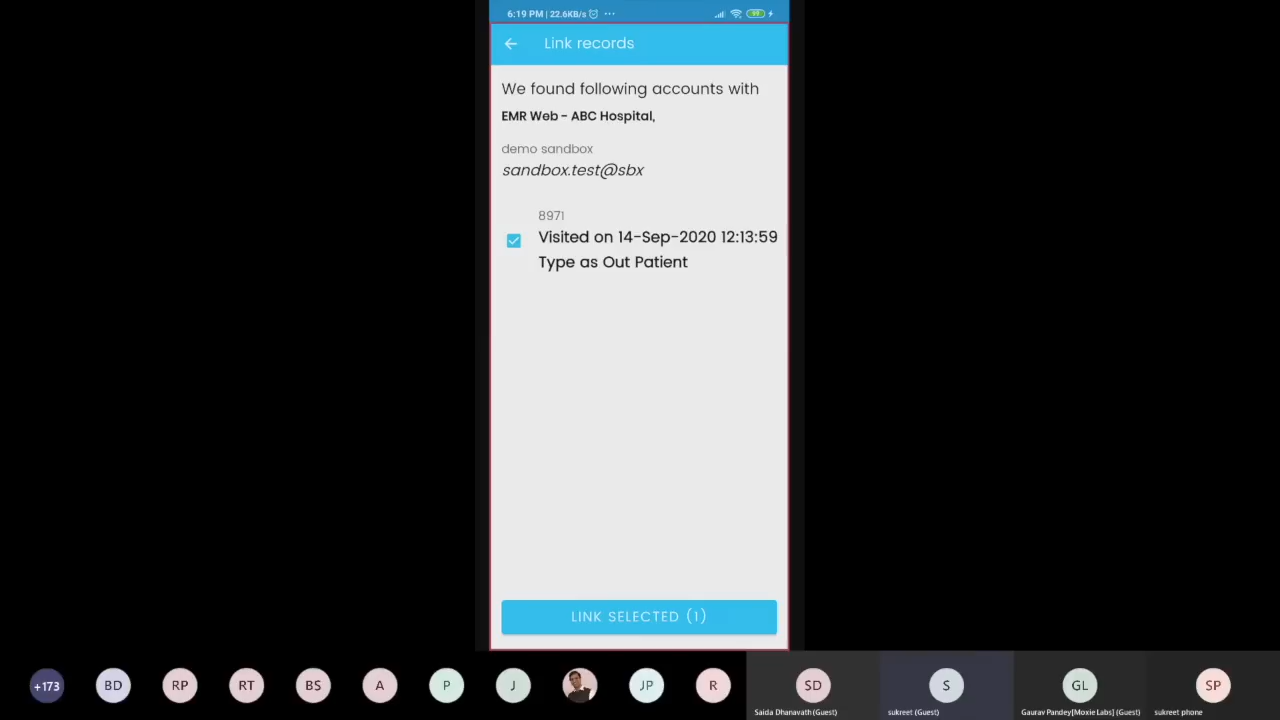 6:19 PM | 22.6KB/s ...
99
Link records
We found following accounts with
EMR Web - ABC Hospital,
demo sandbox
sandbox.test@sbx
8971
Visited on 14-Sep-2020 12:13:59
Type as Out Patient
LINK SELECTED (1)
+173 BD RP RT BS A P J JP R SD S GL SP
Saida Dhanavath (Guest) sukreet (Guest) Gaurav Pandey[Moxie Labs] (Guest) sukreet phone